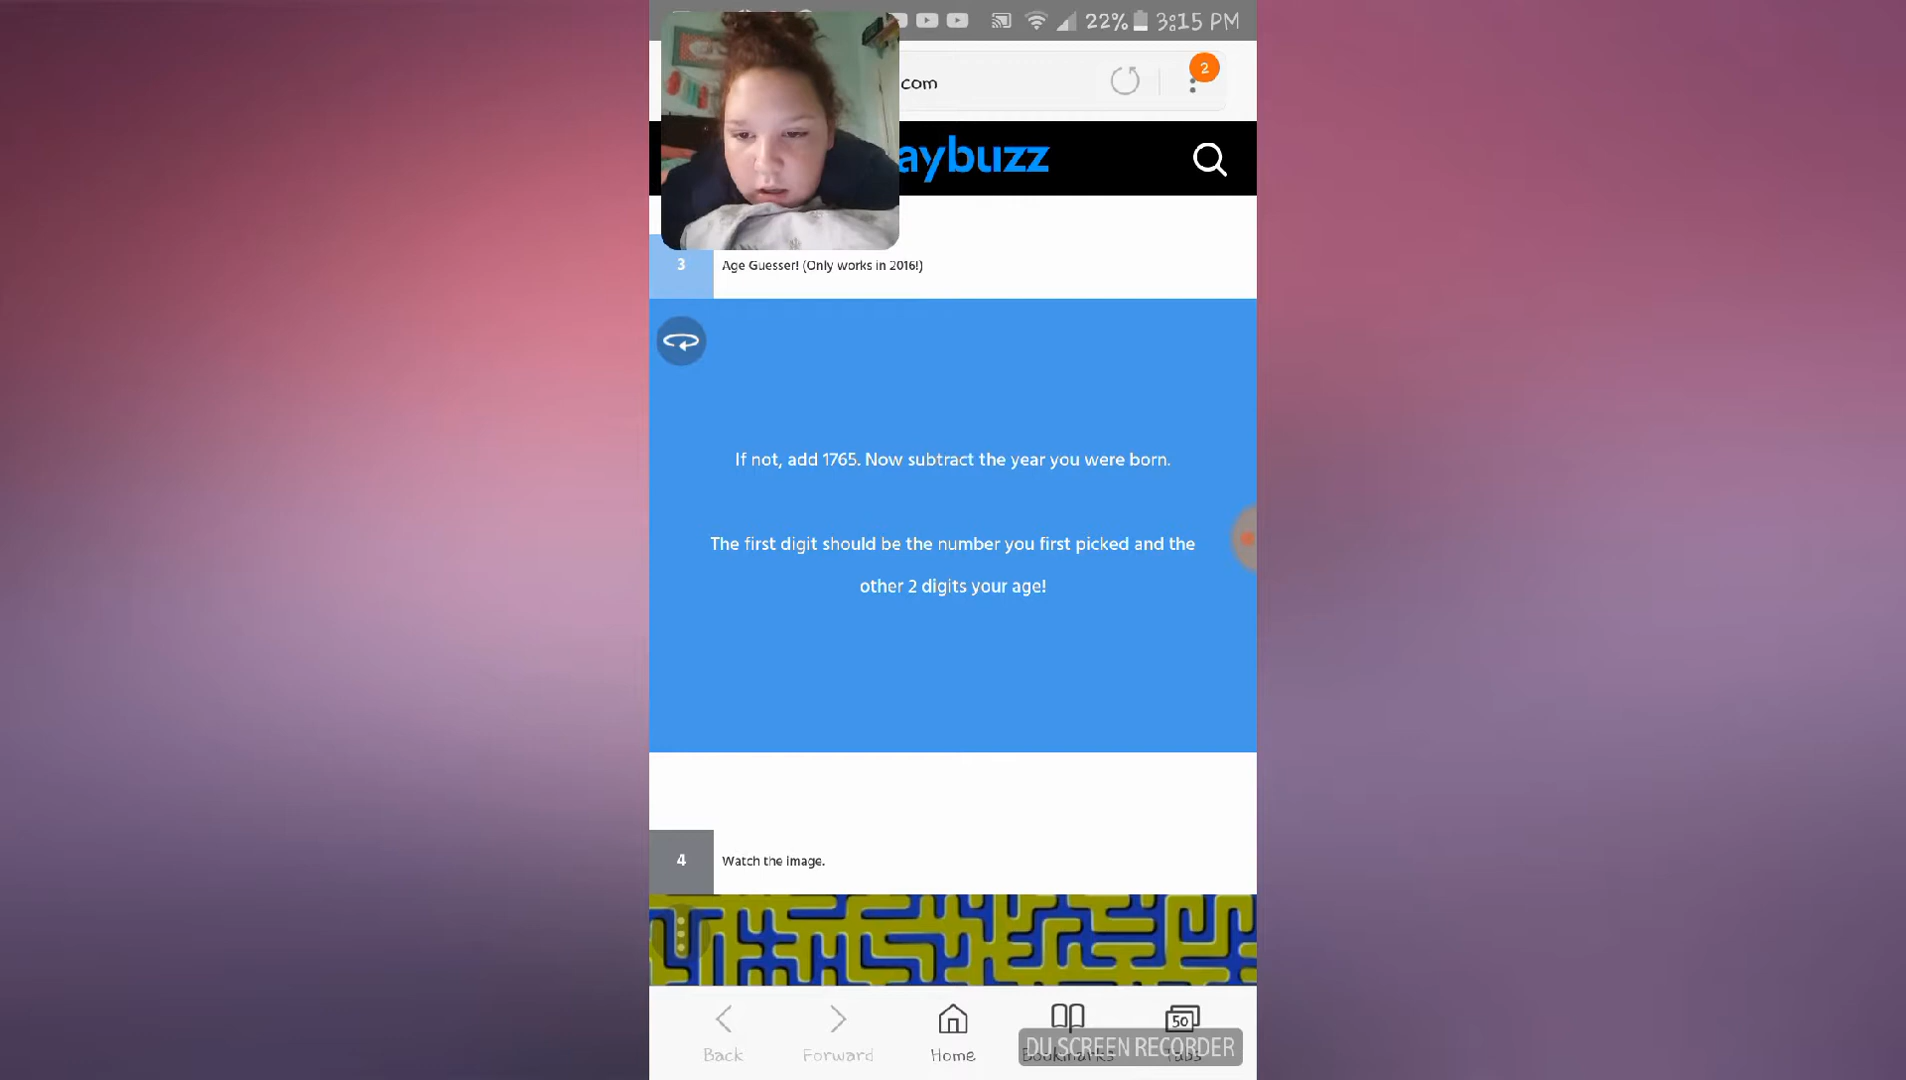 22% 3:15 PM
com
2
aybuzz
3 Age Guesser! (Only works in 2016!)
If not, add 1765. Now subtract the year you were born.
The first digit should be the number you first picked and the
other 2 digits your age!
4 Watch the image.
50
Back Forward Home Bookmarks Tabs
DU SCREEN RECORDER